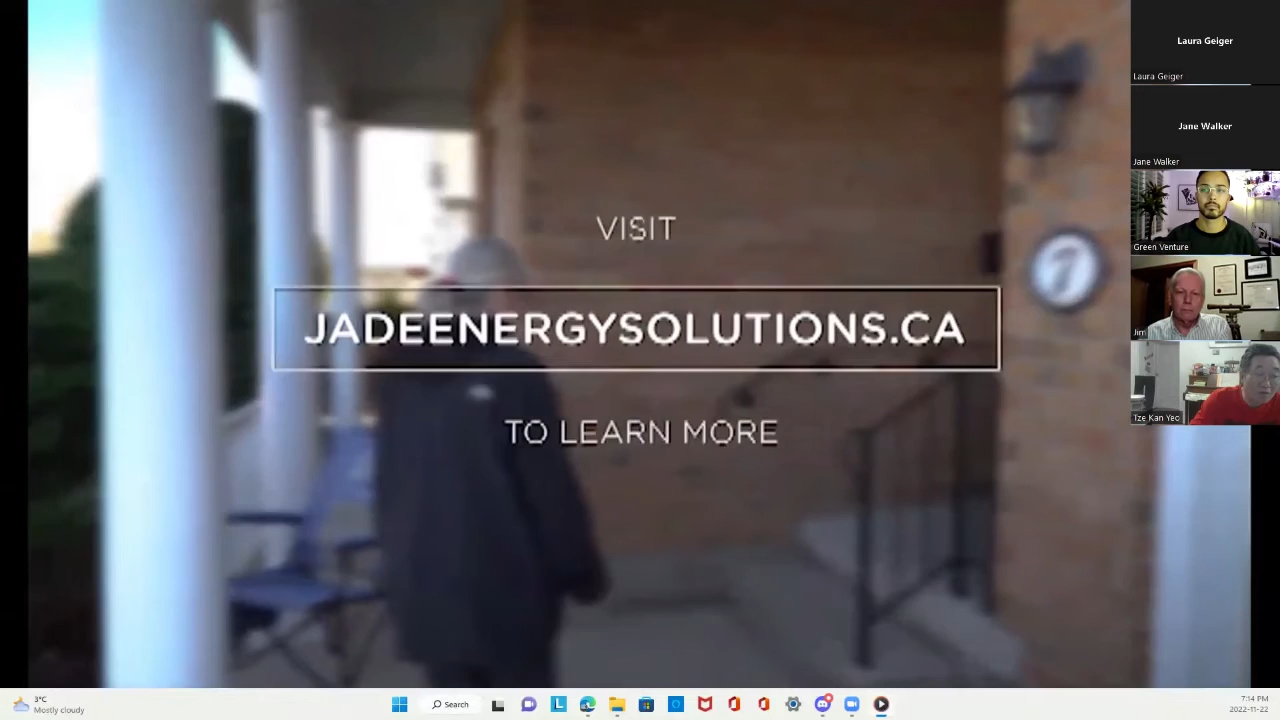 VISIT
JADEENERGYSOLUTIONS.CA
TO LEARN MORE
Laura Geiger
Laura Geiger
Jane Walker
Jane Walker
Green Venture
Jim
Tze Kan Yeo
3°C
Mostly cloudy
Search
7:14 PM
2022-11-22